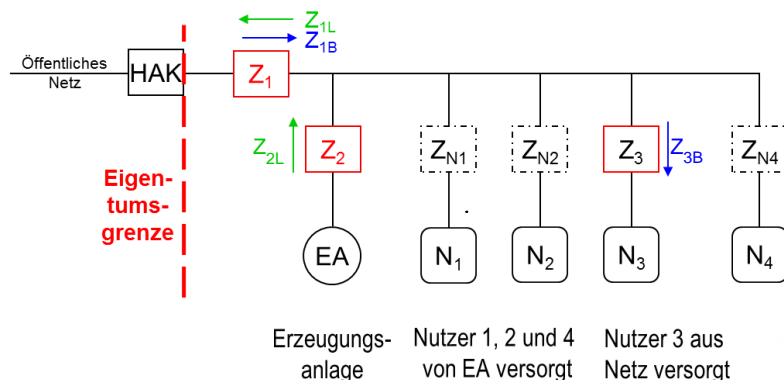 Z1L
Z1B
Öffentliches
Netz
HAK
Z1
Z2L
Z2
ZN1
ZN2
Z3
Z3B
ZN4
Eigen-
tums-
grenze
EA
N1
N2
N3
N4
Erzeugungs-
anlage
Nutzer 1, 2 und 4
von EA versorgt
Nutzer 3 aus
Netz versorgt